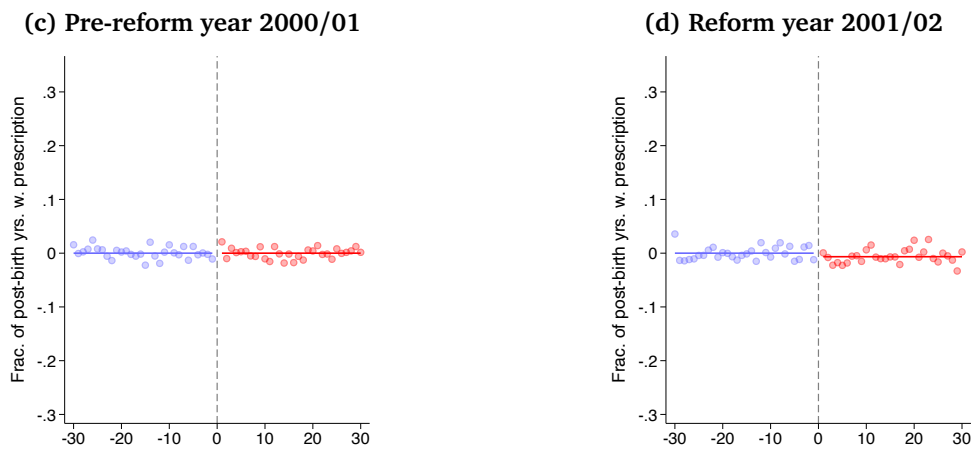 (c) Pre-reform year 2000/01
Frac. of post-birth yrs. w. prescription
.3
.2
.1
0
-.1
-.2
-.3
-30 -20 -10 0 10 20 30
(d) Reform year 2001/02
Frac. of post-birth yrs. w. prescription
.3
.2
.1
0
-.1
-.2
-.3
-30 -20 -10 0 10 20 30